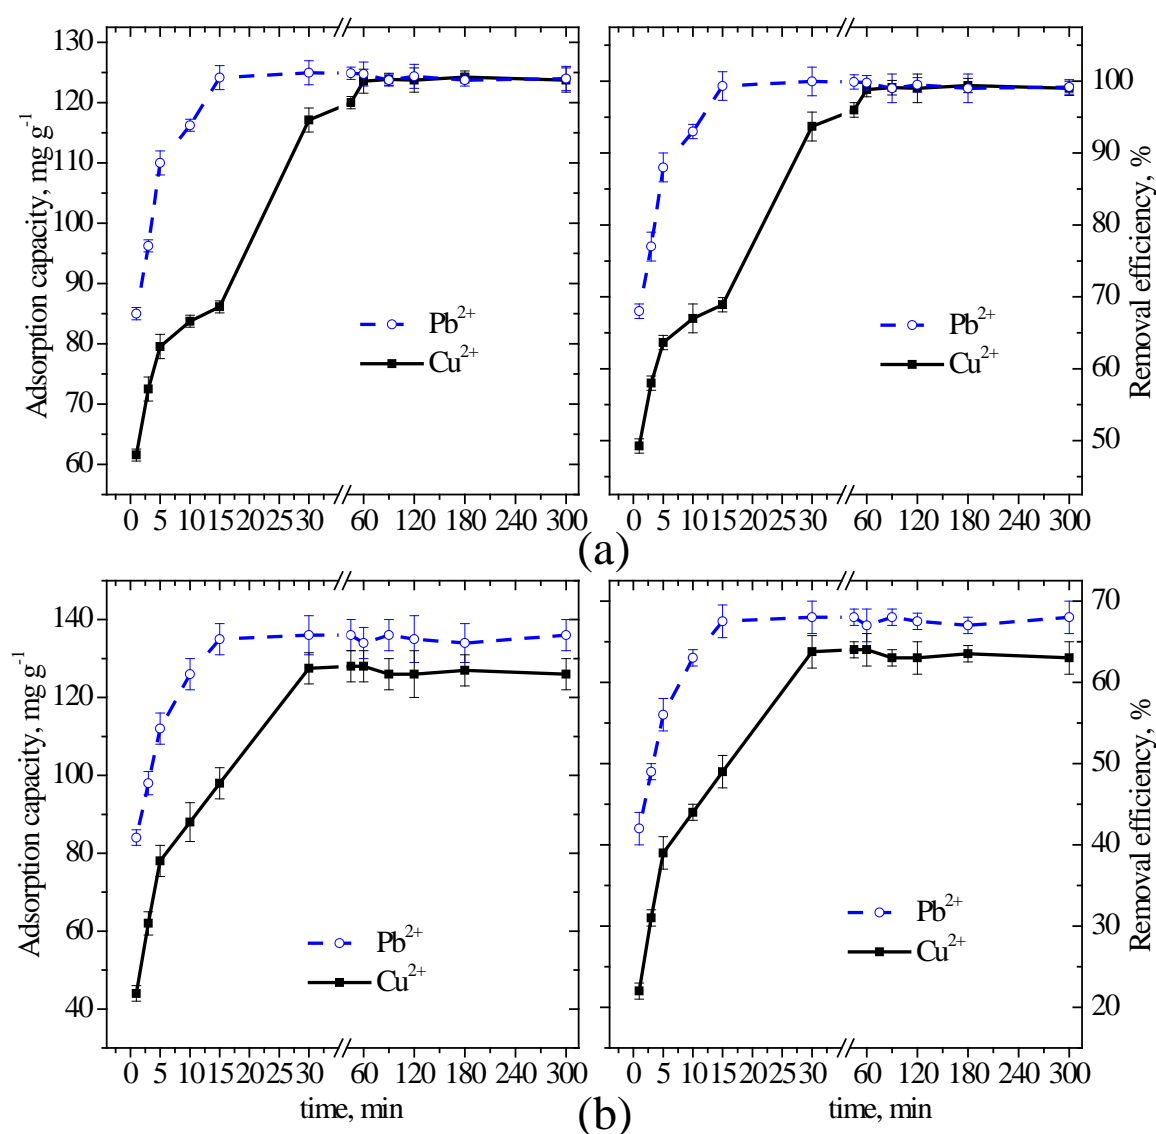 130
120
110
100
90
80
70
60
Adsorption capacity, mg g⁻¹
Pb²⁺
Cu²⁺
0 5 10 15 20 25 30 60 120 180 240 300
100
90
80
70
60
50
Removal efficiency, %
Pb²⁺
Cu²⁺
0 5 10 15 20 25 30 60 120 180 240 300
(a)
140
120
100
80
60
40
Adsorption capacity, mg g⁻¹
Pb²⁺
Cu²⁺
0 5 10 15 20 25 30 60 120 180 240 300
time, min
70
60
50
40
30
20
Removal efficiency, %
Pb²⁺
Cu²⁺
0 5 10 15 20 25 30 60 120 180 240 300
time, min
(b)